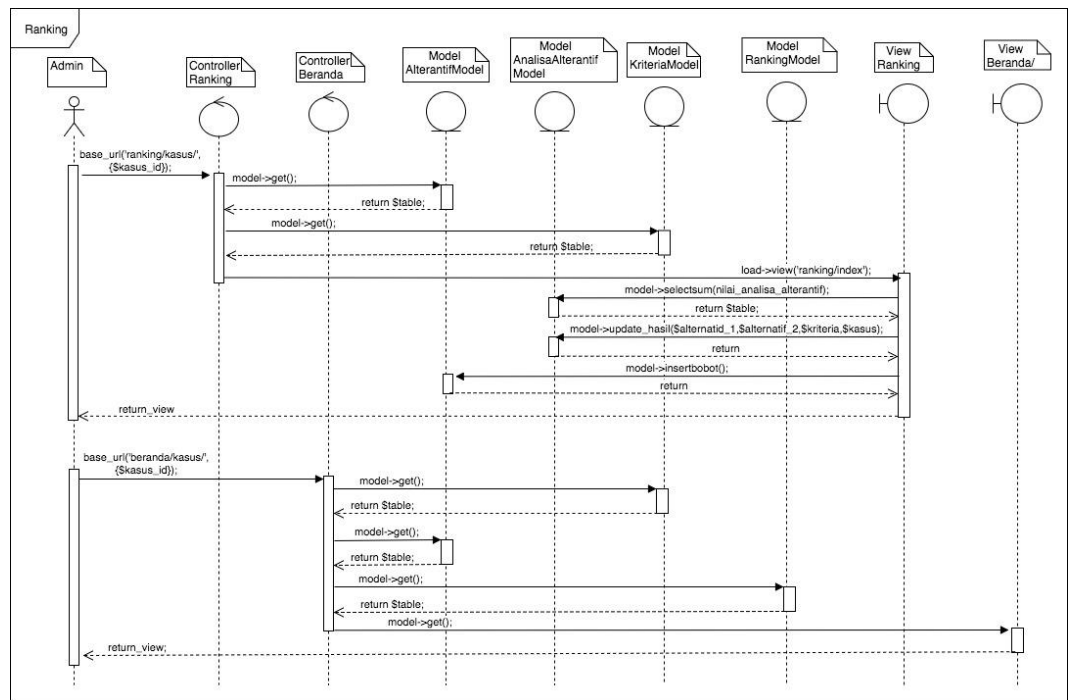 Ranking
Admin
Controller
Ranking
Controller
Beranda
Model
AlterantifModel
Model
AnalisaAlterantif
Model
Model
KriteriaModel
Model
RankingModel
View
Ranking
View
Beranda/
base_url('ranking/kasus/',
{$kasus_id});
model->get();
return $table;
model->get();
return $table;
load->view('ranking/index');
model->selectsum(nilai_analisa_alterantif);
return $table;
model->update_hasil($alternatid_1,$alternatif_2,$kriteria,$kasus);
return
model->insertbobot();
return
return_view
base_url('beranda/kasus/',
{$kasus_id});
model->get();
return $table;
model->get();
return $table;
model->get();
return $table;
model->get();
return_view;